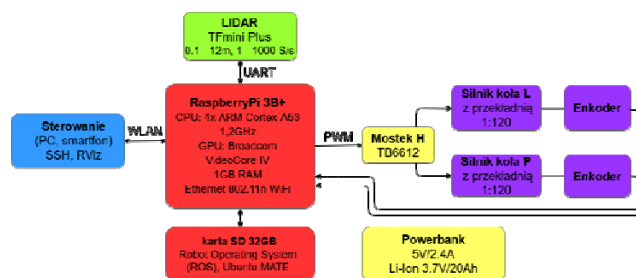 LIDAR
TFmini Plus
0.1 12m, 1 1000 S/s
UART
RaspberryPi 3B+
CPU: 4x ARM Cortex A53
1,2GHz
GPU: Broadcom
VideoCore IV
1GB RAM
Ethernet 802.11n WiFi
Sterowanie
(PC, smartfon)
SSH, RViz
WLAN
PWM
Mostek H
TB6612
Silnik koła L
z przekładnią
1:120
Enkoder
Silnik koła P
z przekładnią
1:120
Enkoder
karta SD 32GB
Robot Operating System
(ROS), Ubuntu MATE
Powerbank
5V/2.4A
Li-Ion 3.7V/20Ah